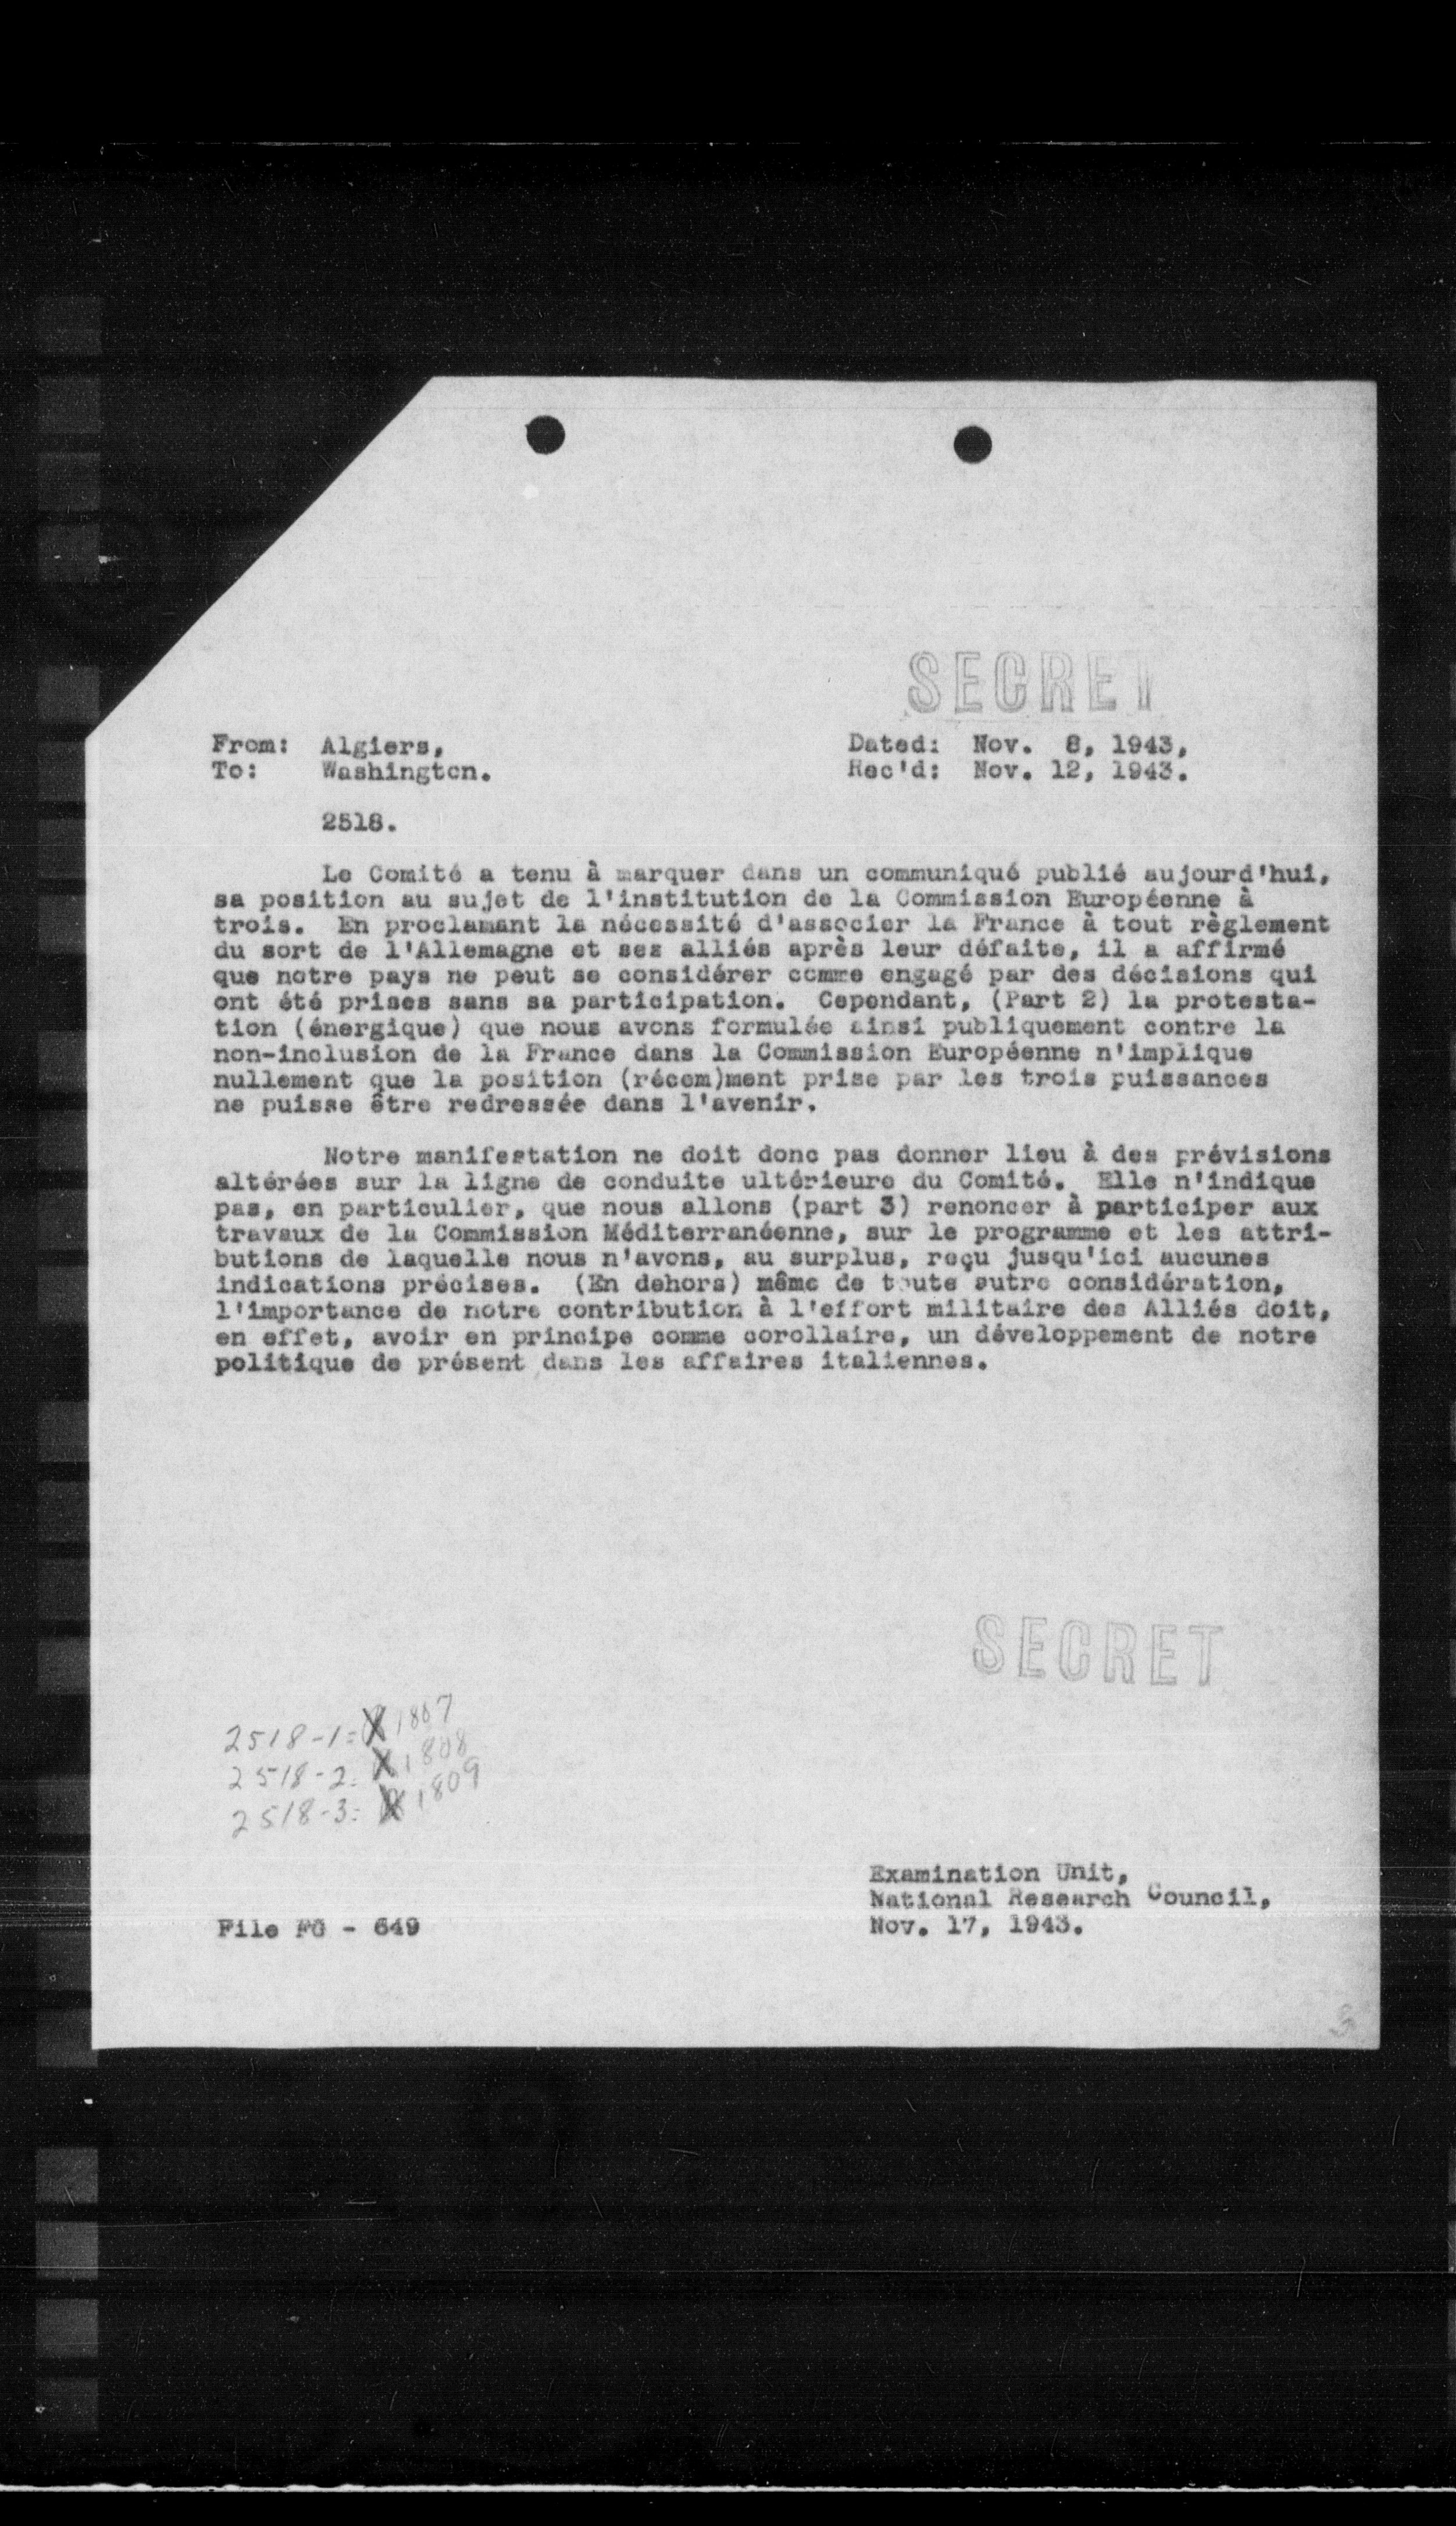 SECRET
From: Algiers,
To: Washington.
Dated: Nov. 8, 1943,
Rec'd: Nov. 12, 1943.
2518.
Le Comité a tenu à marquer dans un communiqué publié aujourd'hui,
sa position au sujet de l'institution de la Commission Européenne à
trois. En proclamant la nécessité d'associer la France à tout règlement
du sort de l'Allemagne et ses alliés après leur défaite, il a affirmé
que notre pays ne peut se considérer comme engagé par des décisions qui
ont été prises sans sa participation. Cependant, (Part 2) la protesta-
tion (énergique) que nous avons formulée ainsi publiquement contre la
non-inclusion de la France dans la Commission Européenne n'implique
nullement que la position (récem)ment prise par les trois puissances
ne puisse être redressée dans l'avenir.
Notre manifestation ne doit donc pas donner lieu à des prévisions
altérées sur la ligne de conduite ultérieure du Comité. Elle n'indique
pas, en particulier, que nous allons (part 3) renoncer à participer aux
travaux de la Commission Méditerranéenne, sur le programme et les attri-
butions de laquelle nous n'avons, au surplus, reçu jusqu'ici aucunes
indications précises. (En dehors) même de toute autre considération,
l'importance de notre contribution à l'effort militaire des Alliés doit,
en effet, avoir en principe comme corollaire, un développement de notre
politique de présent dans les affaires italiennes.
SECRET
2518-1= 1807
2518-2= 1808
2518-3= 1809
Examination Unit,
National Research Council,
Nov. 17, 1943.
File FG - 649